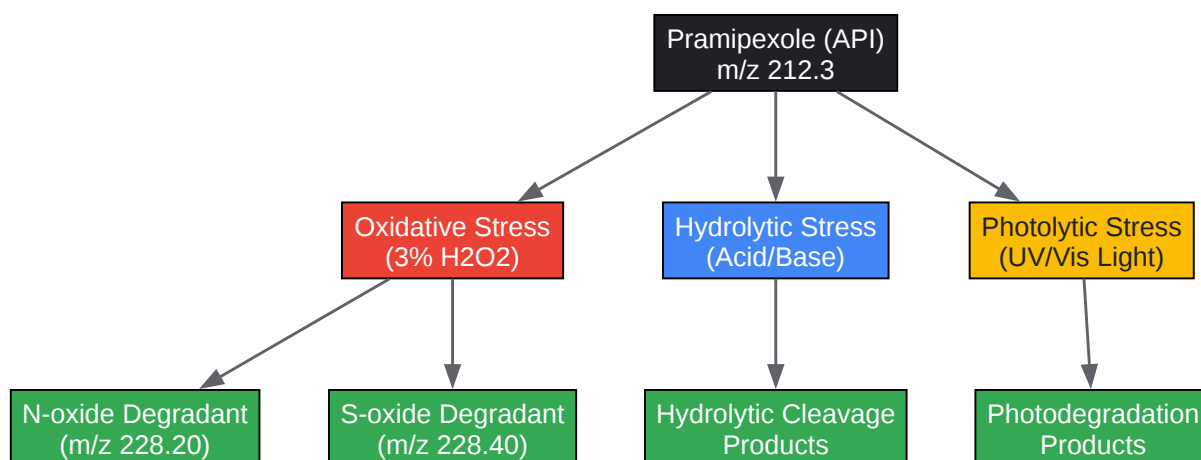 Pramipexole (API)
m/z 212.3
Oxidative Stress
(3% H2O2)
Hydrolytic Stress
(Acid/Base)
Photolytic Stress
(UV/Vis Light)
N-oxide Degradant
(m/z 228.20)
S-oxide Degradant
(m/z 228.40)
Hydrolytic Cleavage
Products
Photodegradation
Products